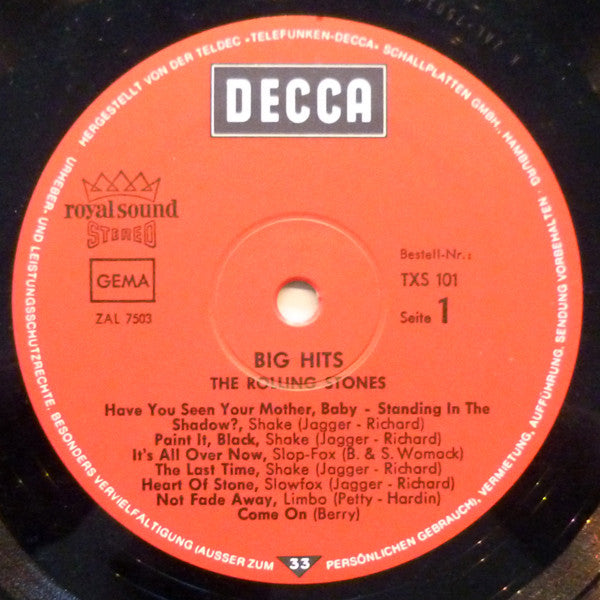 URHEBER- UND LEISTUNGSSCHUTZRECHTE. HERGESTELLT VON DER TELDEC »TELEFUNKEN-DECCA« SCHALLPLATTEN GMBH., HAMBURG · ALLE
DECCA
royal sound
STEREO
GEMA
ZAL 7503
Bestell-Nr.:
TXS 101
Seite 1
BIG HITS
THE ROLLING STONES
Have You Seen Your Mother, Baby - Standing In The
Shadow?, Shake (Jagger - Richard)
Paint It, Black, Shake (Jagger - Richard)
It's All Over Now, Slop-Fox (B. & S. Womack)
The Last Time, Shake (Jagger - Richard)
Heart Of Stone, Slowfox (Jagger - Richard)
Not Fade Away, Limbo (Petty - Hardin)
Come On (Berry)
BESONDERS VERVIELFALTIGUNG (AUSSER ZUM
33
PERSÖNLICHEN GEBRAUCH), VERMIETUNG, AUFFÜHRUNG, SENDUNG VORBEHALTEN